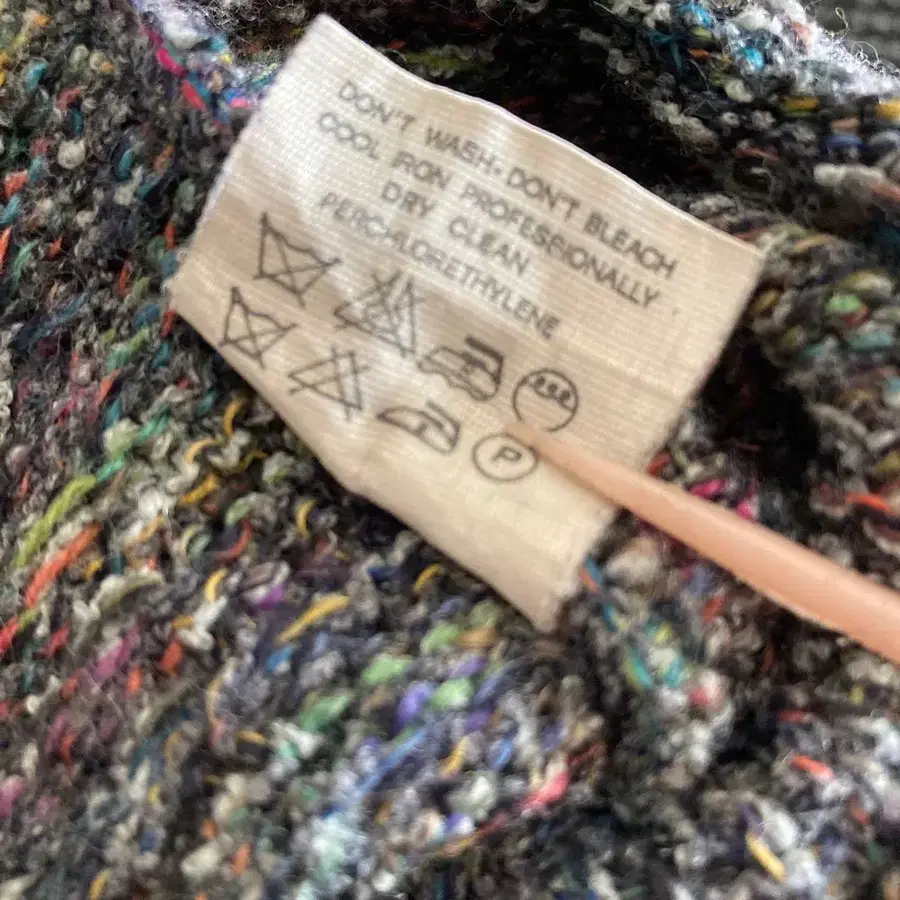 DON'T WASH. DON'T BLEACH
COOL IRON PROFESSIONALLY
DRY CLEAN
PERCHLORETHYLENE
P